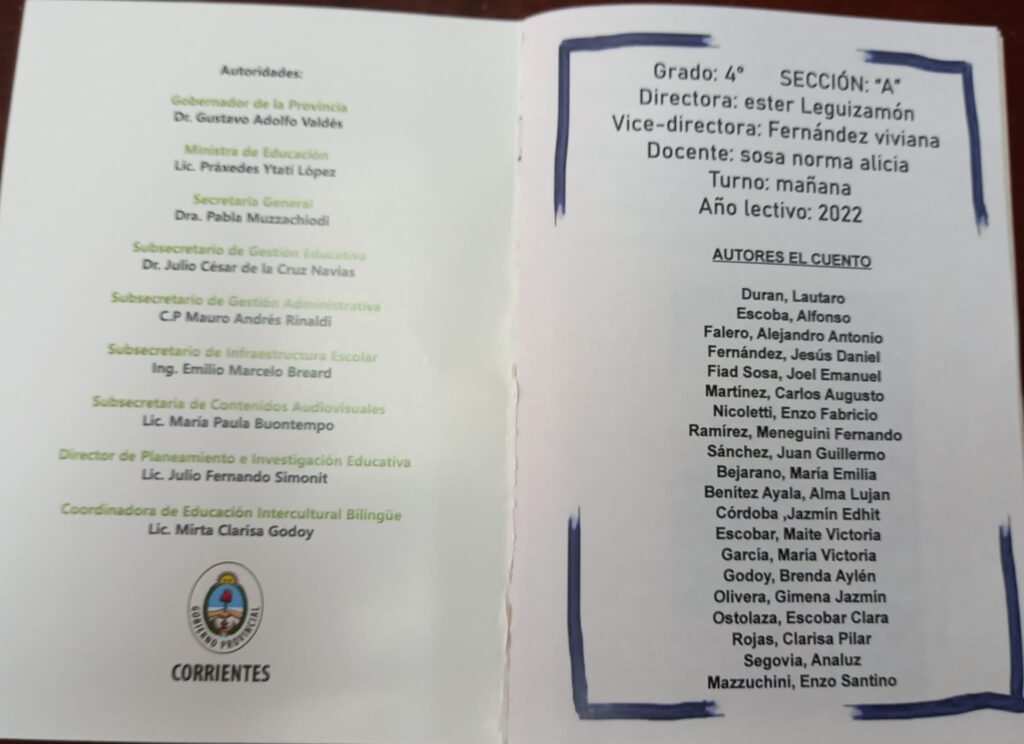 Autoridades:
Gobernador de la Provincia
Dr. Gustavo Adolfo Valdés
Ministra de Educación
Lic. Práxedes Ytatí López
Secretaria General
Dra. Pabla Muzzachiodi
Subsecretario de Gestión Educativa
Dr. Julio César de la Cruz Navias
Subsecretario de Gestión Administrativa
C.P Mauro Andrés Rinaldi
Subsecretario de Infraestructura Escolar
Ing. Emilio Marcelo Breard
Subsecretaria de Contenidos Audiovisuales
Lic. María Paula Buontempo
Director de Planeamiento e Investigación Educativa
Lic. Julio Fernando Simonit
Coordinadora de Educación Intercultural Bilingüe
Lic. Mirta Clarisa Godoy
GOBIERNO PROVINCIAL
CORRIENTES
Grado: 4° SECCIÓN: "A"
Directora: ester Leguizamón
Vice-directora: Fernández viviana
Docente: sosa norma alicia
Turno: mañana
Año lectivo: 2022
AUTORES EL CUENTO
Duran, Lautaro
Escoba, Alfonso
Falero, Alejandro Antonio
Fernández, Jesús Daniel
Fiad Sosa, Joel Emanuel
Martínez, Carlos Augusto
Nicoletti, Enzo Fabricio
Ramírez, Meneguini Fernando
Sánchez, Juan Guillermo
Bejarano, María Emilia
Benítez Ayala, Alma Lujan
Córdoba ,Jazmín Edhit
Escobar, Maite Victoria
García, María Victoria
Godoy, Brenda Aylén
Olivera, Gimena Jazmín
Ostolaza, Escobar Clara
Rojas, Clarisa Pilar
Segovia, Analuz
Mazzuchini, Enzo Santino